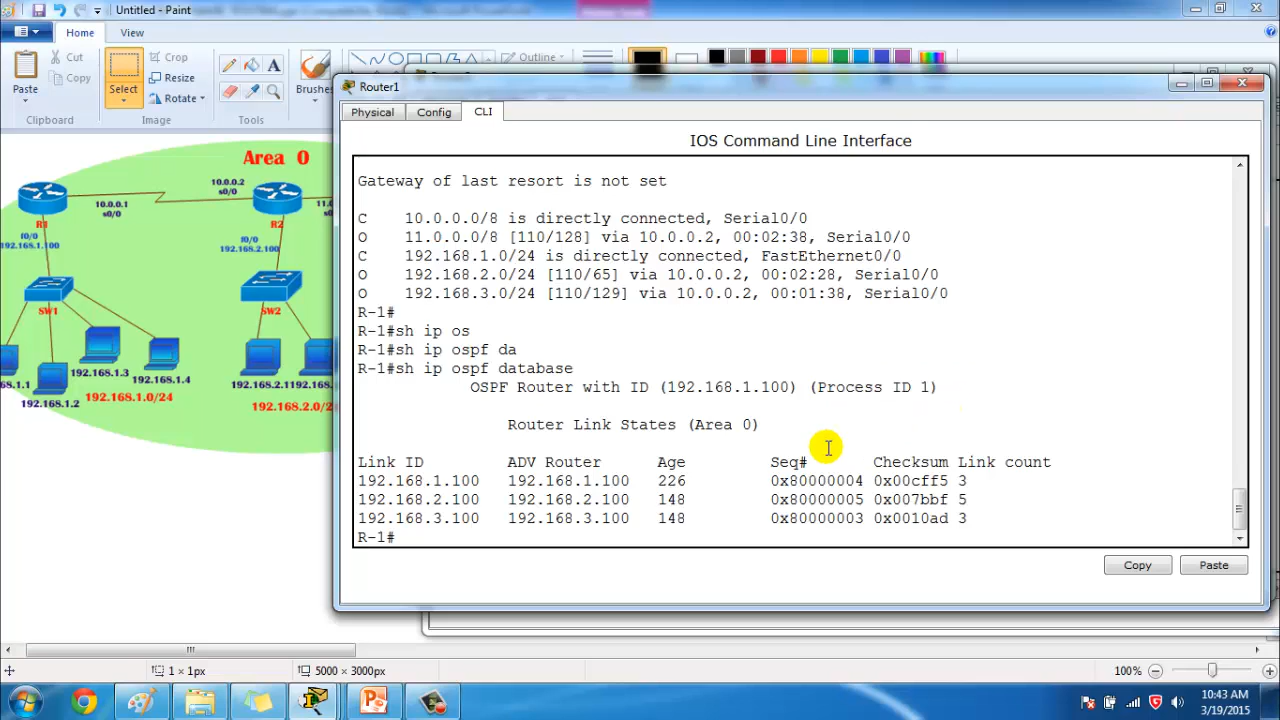 Untitled - Paint
Home View
Paste
Cut
Copy
Clipboard
Select
Crop
Resize
Rotate
Image
A
Tools
Brushes
Outline
Router1
Physical Config CLI
IOS Command Line Interface
Gateway of last resort is not set
C 10.0.0.0/8 is directly connected, Serial0/0
O 11.0.0.0/8 [110/128] via 10.0.0.2, 00:02:38, Serial0/0
C 192.168.1.0/24 is directly connected, FastEthernet0/0
O 192.168.2.0/24 [110/65] via 10.0.0.2, 00:02:28, Serial0/0
O 192.168.3.0/24 [110/129] via 10.0.0.2, 00:01:38, Serial0/0
R-1#
R-1#sh ip os
R-1#sh ip ospf da
R-1#sh ip ospf database
OSPF Router with ID (192.168.1.100) (Process ID 1)
Router Link States (Area 0)
Link ID ADV Router Age Seq# Checksum Link count
192.168.1.100 192.168.1.100 226 0x80000004 0x00cff5 3
192.168.2.100 192.168.2.100 148 0x80000005 0x007bbf 5
192.168.3.100 192.168.3.100 148 0x80000003 0x0010ad 3
R-1#
Copy Paste
Area 0
10.0.0.2
s0/0
10.0.0.1
s0/0
11.0
s0/
R1
R2
f0/0
192.168.1.100
f0/0
192.168.2.100
SW1
SW2
192.168.1.3
192.168.1.4
192.168.1.2
192.168.1.0/24
192.168.2.0/2
100%
1 × 1px
5000 × 3000px
10:43 AM
3/19/2015